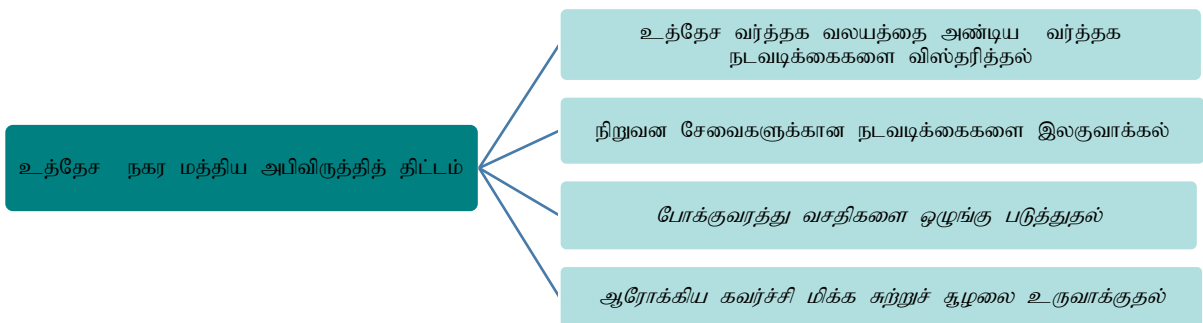 உத்தேச நகர மத்திய அபிவிருத்தித் திட்டம்
உத்தேச வர்த்தக வலயத்தை அண்டிய வர்த்தக
நடவடிக்கைகளை விஸ்தரித்தல்
நிறுவன சேவைகளுக்கான நடவடிக்கைகளை இலகுவாக்கல்
போக்குவரத்து வசதிகளை ஒழுங்கு படுத்துதல்
ஆரோக்கிய கவர்ச்சி மிக்க சுற்றுச் சூழலை உருவாக்குதல்